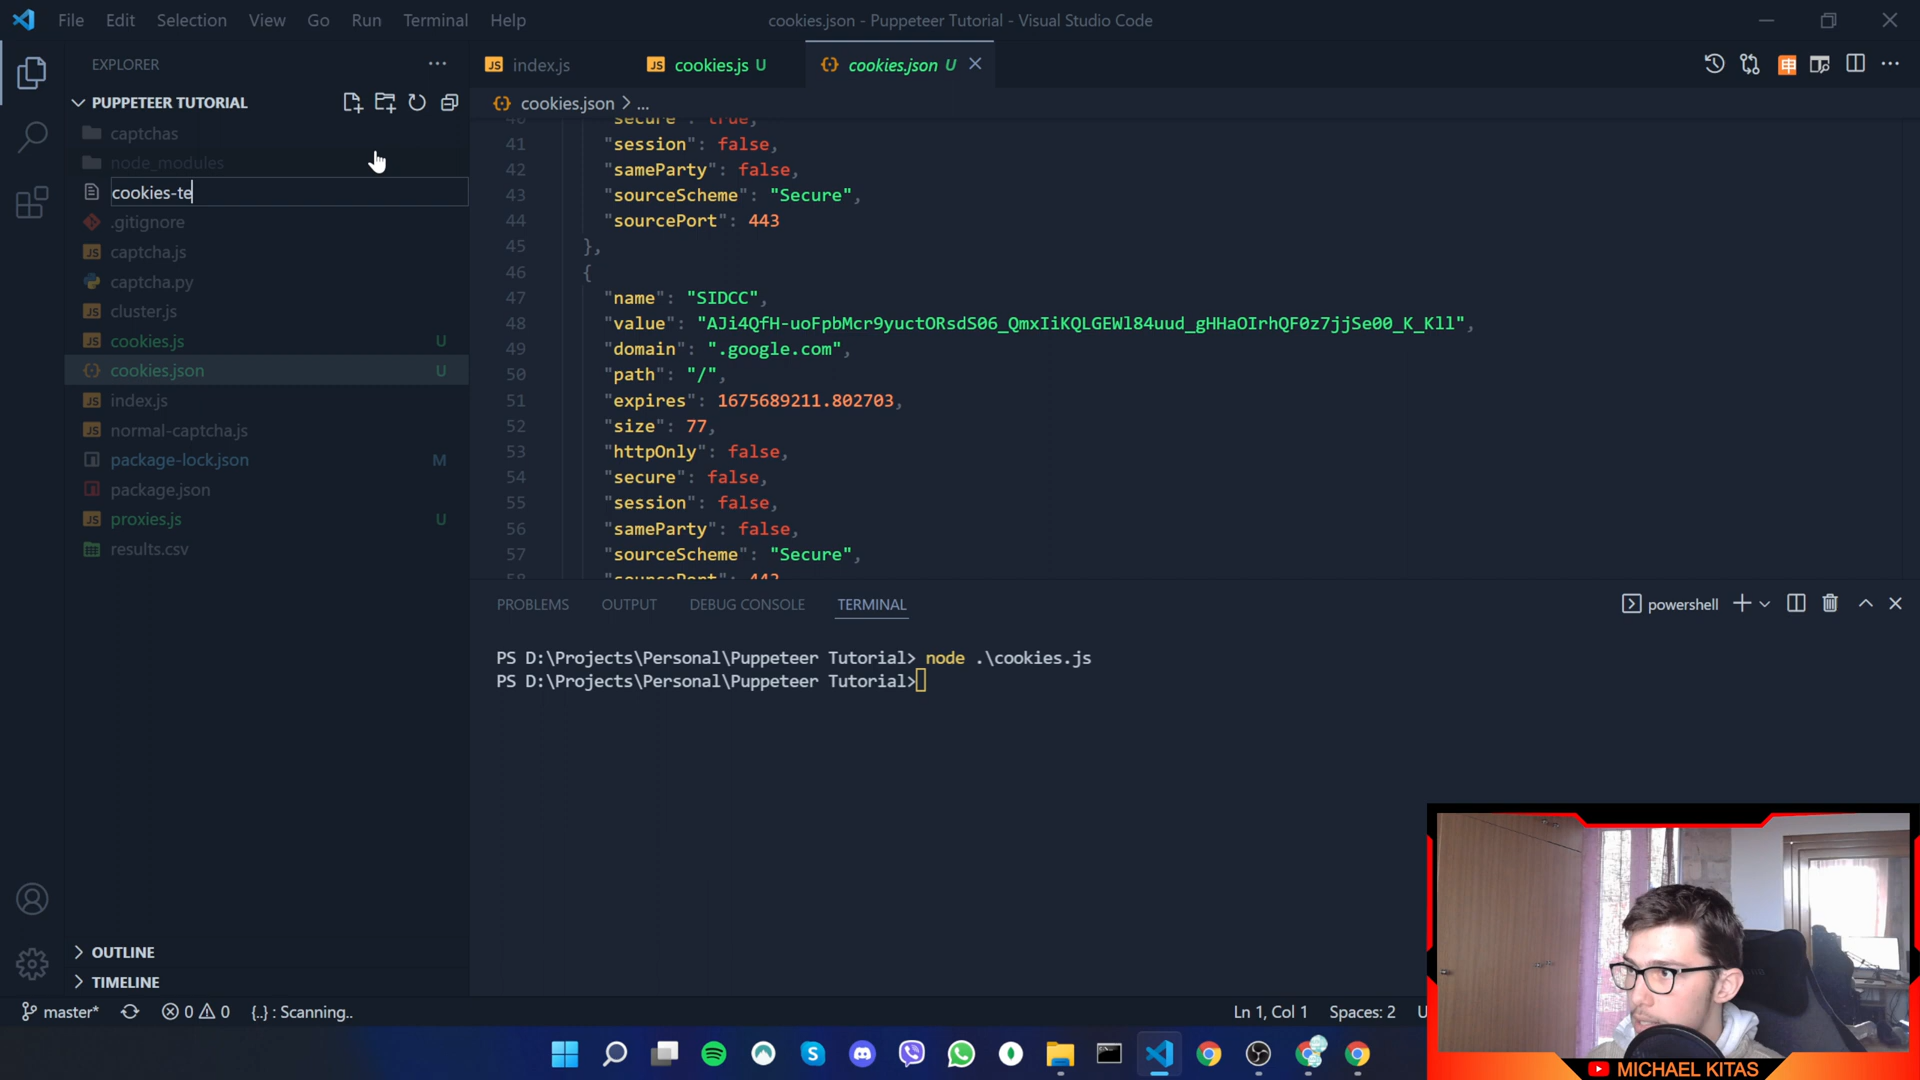 File Edit Selection View Go Run Terminal Help
cookies.json - Puppeteer Tutorial - Visual Studio Code
EXPLORER
PUPPETEER TUTORIAL
captchas
node_modules
cookies-te
.gitignore
captcha.js
captcha.py
cluster.js
cookies.js U
cookies.json U
index.js
normal-captcha.js
package-lock.json M
package.json
proxies.js U
results.csv
OUTLINE
TIMELINE
index.js cookies.js U cookies.json U
cookies.json > ...
40 "secure": true,
41 "session": false,
42 "sameParty": false,
43 "sourceScheme": "Secure",
44 "sourcePort": 443
45 },
46 {
47 "name": "SIDCC",
48 "value": "AJi4QfH-uoFpbMcr9yuctORsdS06_QmxIiKQLGEWl84uud_gHHaOIrhQF0z7jjSe00_K_Kll",
49 "domain": ".google.com",
50 "path": "/",
51 "expires": 1675689211.802703,
52 "size": 77,
53 "httpOnly": false,
54 "secure": false,
55 "session": false,
56 "sameParty": false,
57 "sourceScheme": "Secure",
58 "sourcePort": 443
PROBLEMS OUTPUT DEBUG CONSOLE TERMINAL
powershell
PS D:\Projects\Personal\Puppeteer Tutorial> node .\cookies.js
PS D:\Projects\Personal\Puppeteer Tutorial>
master* 0 0 {..} : Scanning..
Ln 1, Col 1 Spaces: 2 U
MICHAEL KITAS